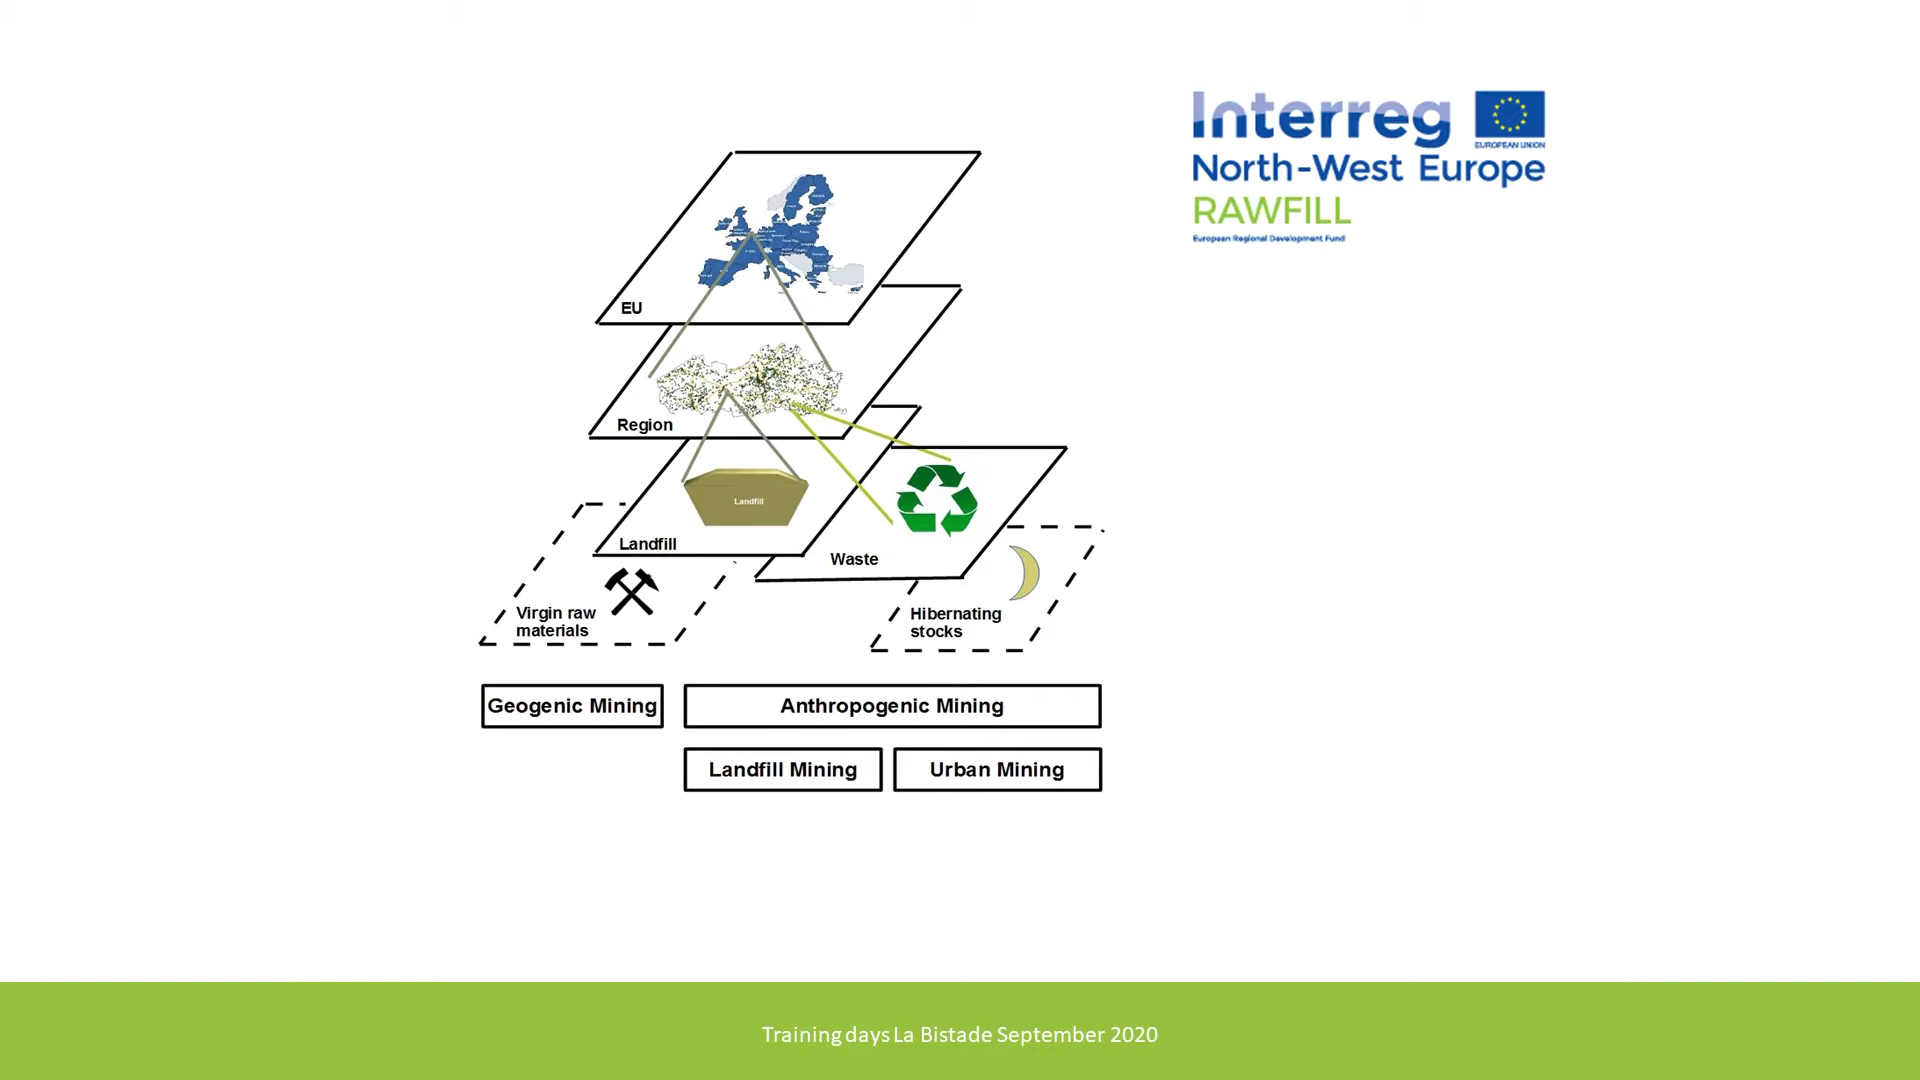 Interreg
EUROPEAN UNION
North-West Europe
RAWFILL
European Regional Development Fund
EU
Region
Landfill
Landfill
Waste
Virgin raw
materials
Hibernating
stocks
Geogenic Mining
Anthropogenic Mining
Landfill Mining
Urban Mining
Training days La Bistade September 2020